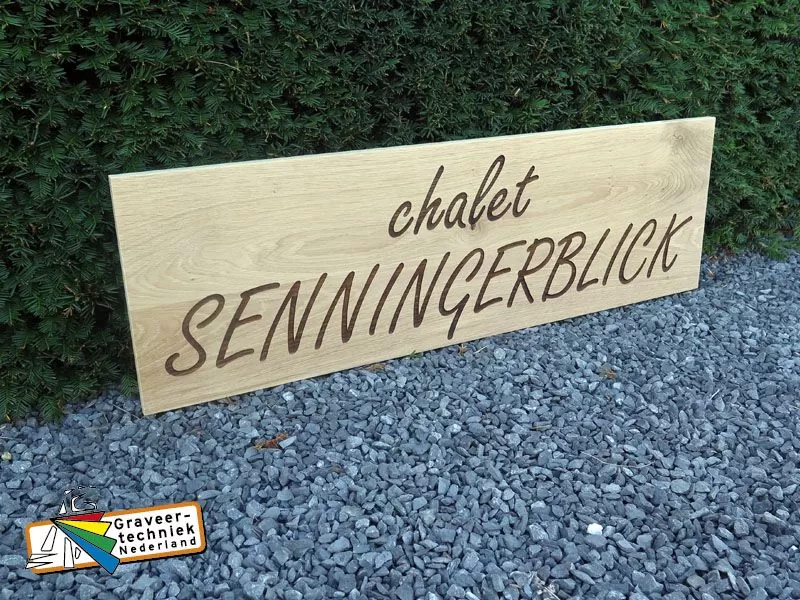 chalet
SENNINGERBLICK
Graveer-
techniek
Nederland